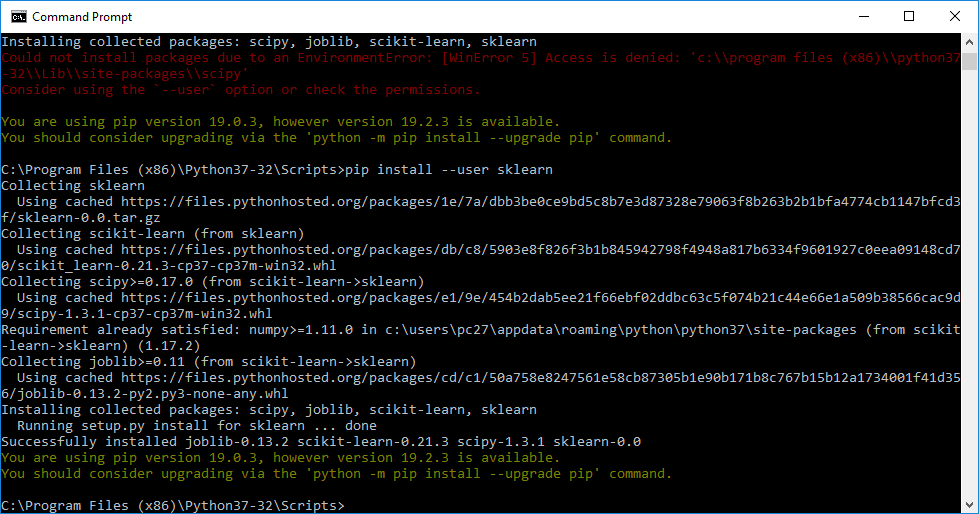 Command Prompt
Installing collected packages: scipy, joblib, scikit-learn, sklearn
Could not install packages due to an EnvironmentError: [WinError 5] Access is denied: 'c:\\program files (x86)\\python37
-32\\Lib\\site-packages\\scipy'
Consider using the `--user` option or check the permissions.
You are using pip version 19.0.3, however version 19.2.3 is available.
You should consider upgrading via the 'python -m pip install --upgrade pip' command.
C:\Program Files (x86)\Python37-32\Scripts>pip install --user sklearn
Collecting sklearn
Using cached https://files.pythonhosted.org/packages/1e/7a/dbb3be0ce9bd5c8b7e3d87328e79063f8b263b2b1bfa4774cb1147bfcd3
f/sklearn-0.0.tar.gz
Collecting scikit-learn (from sklearn)
Using cached https://files.pythonhosted.org/packages/db/c8/5903e8f826f3b1b845942798f4948a817b6334f9601927c0eea09148cd7
0/scikit_learn-0.21.3-cp37-cp37m-win32.whl
Collecting scipy>=0.17.0 (from scikit-learn->sklearn)
Using cached https://files.pythonhosted.org/packages/e1/9e/454b2dab5ee21f66ebf02ddbc63c5f074b21c44e66e1a509b38566cac9d
9/scipy-1.3.1-cp37-cp37m-win32.whl
Requirement already satisfied: numpy>=1.11.0 in c:\users\pc27\appdata\roaming\python\python37\site-packages (from scikit
-learn->sklearn) (1.17.2)
Collecting joblib>=0.11 (from scikit-learn->sklearn)
Using cached https://files.pythonhosted.org/packages/cd/c1/50a758e8247561e58cb87305b1e90b171b8c767b15b12a1734001f41d35
6/joblib-0.13.2-py2.py3-none-any.whl
Installing collected packages: scipy, joblib, scikit-learn, sklearn
Running setup.py install for sklearn ... done
Successfully installed joblib-0.13.2 scikit-learn-0.21.3 scipy-1.3.1 sklearn-0.0
You are using pip version 19.0.3, however version 19.2.3 is available.
You should consider upgrading via the 'python -m pip install --upgrade pip' command.
C:\Program Files (x86)\Python37-32\Scripts>